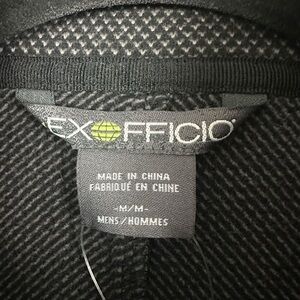 EXOFFICIO
MADE IN CHINA
FABRIQUÉ EN CHINE
-M/M-
MENS/HOMMES